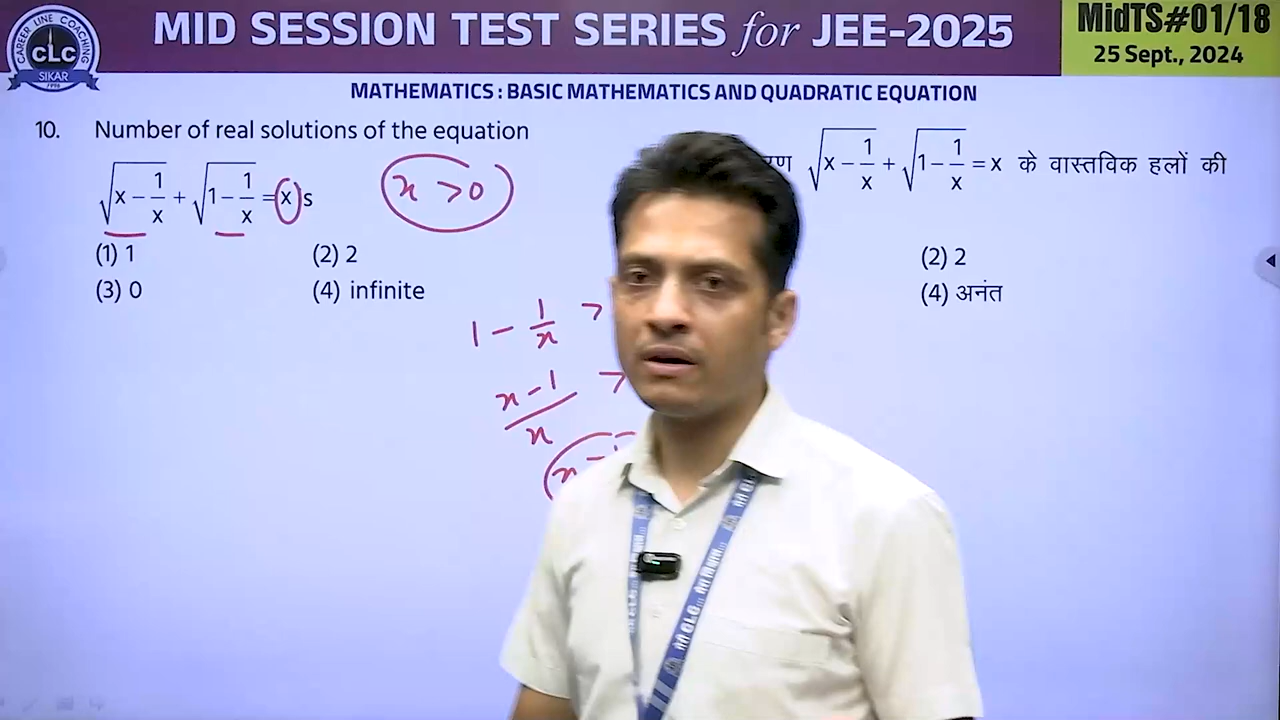 CAREER LINE COACHING
CLC
SIKAR
1996
MID SESSION TEST SERIES for JEE-2025
MidTS#01/18
25 Sept., 2024
MATHEMATICS : BASIC MATHEMATICS AND QUADRATIC EQUATION
10. Number of real solutions of the equation
√(x − 1/x) + √(1 − 1/x) = x s
x > 0
√(x − 1/x) + √(1 − 1/x) = x के वास्तविक हलों की
(1) 1 (2) 2
(3) 0 (4) infinite
(2) 2
(4) अनंत
1 − 1/x >
(x − 1)/x >